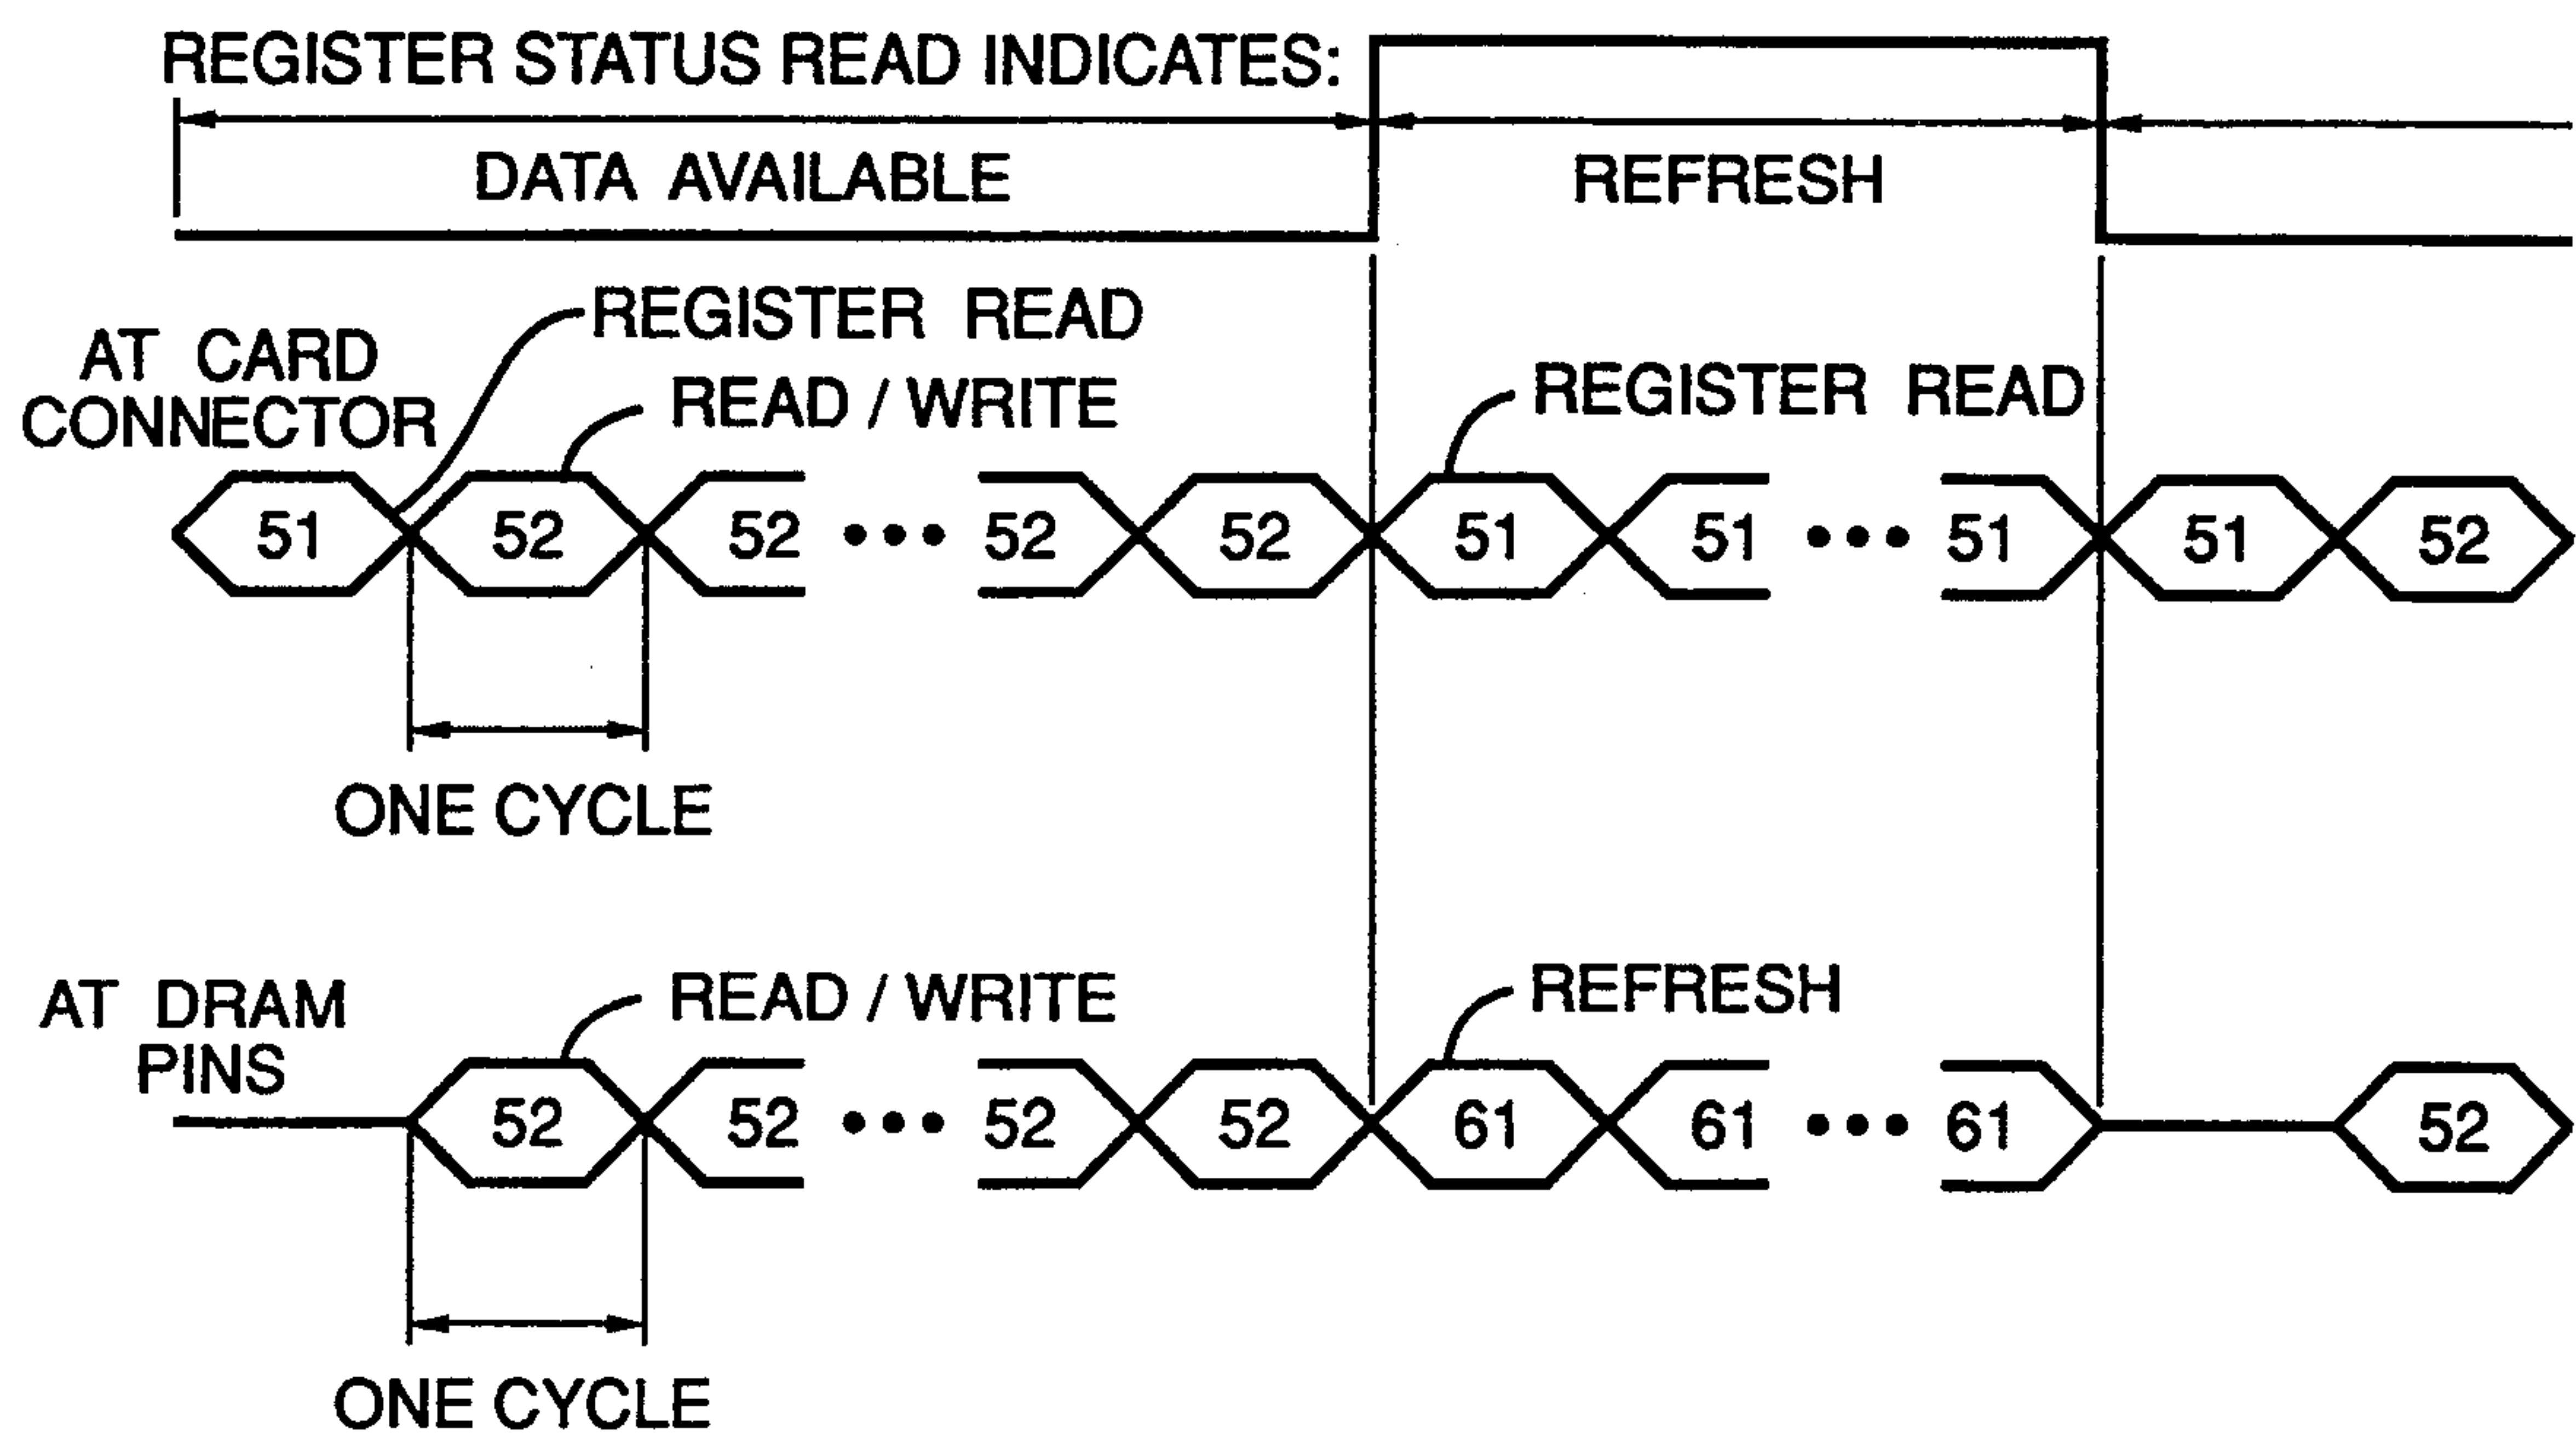 REGISTER STATUS READ INDICATES:
DATA AVAILABLE
REFRESH
REGISTER READ
AT CARD
CONNECTOR
READ / WRITE
REGISTER READ
51 52 52 ••• 52 52 51 51 ••• 51 51 52
ONE CYCLE
AT DRAM
PINS
READ / WRITE
REFRESH
52 52 ••• 52 52 61 61 ••• 61 52
ONE CYCLE